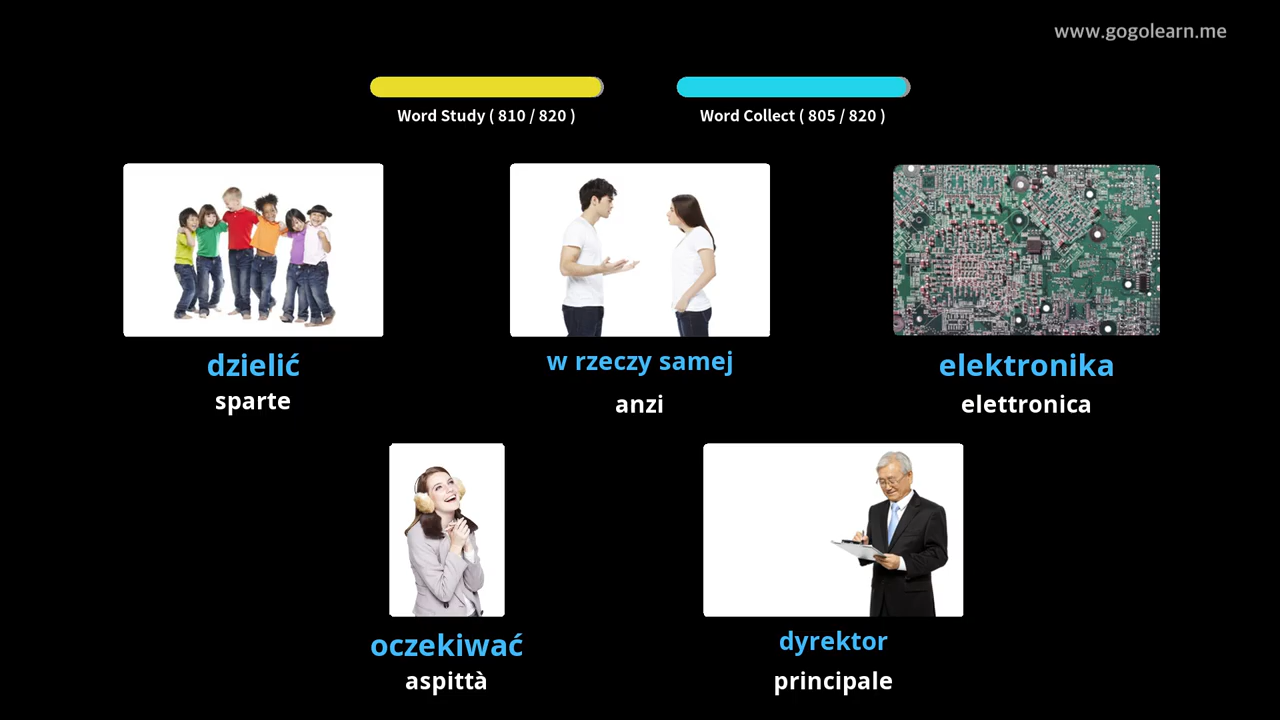 www.gogolearn.me
Word Study ( 810 / 820 )
Word Collect ( 805 / 820 )
dzielić
sparte
w rzeczy samej
anzi
elektronika
elettronica
oczekiwać
aspittà
dyrektor
principale